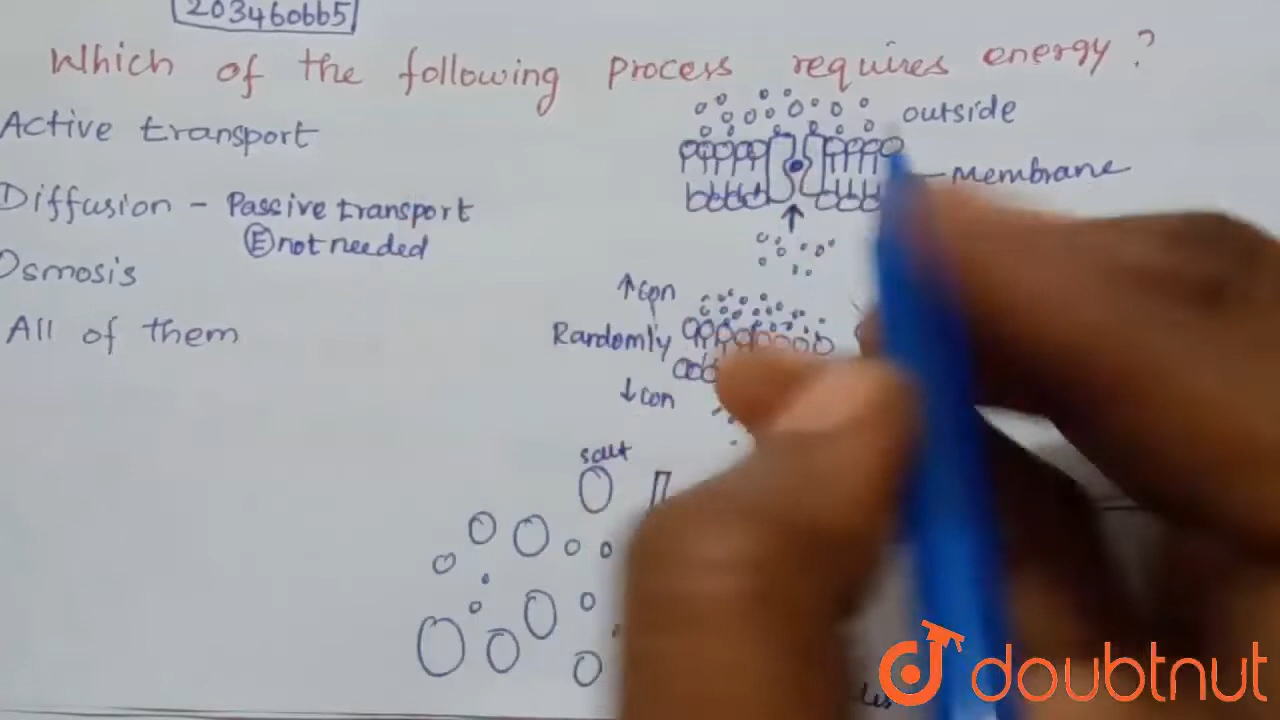 203460665
Which of the following process requires energy?
Active transport
outside
Membrane
Diffusion - Passive transport
Ⓔ not needed
Osmosis
↑con
All of them
Randomly
↓con
salt
doubtnut